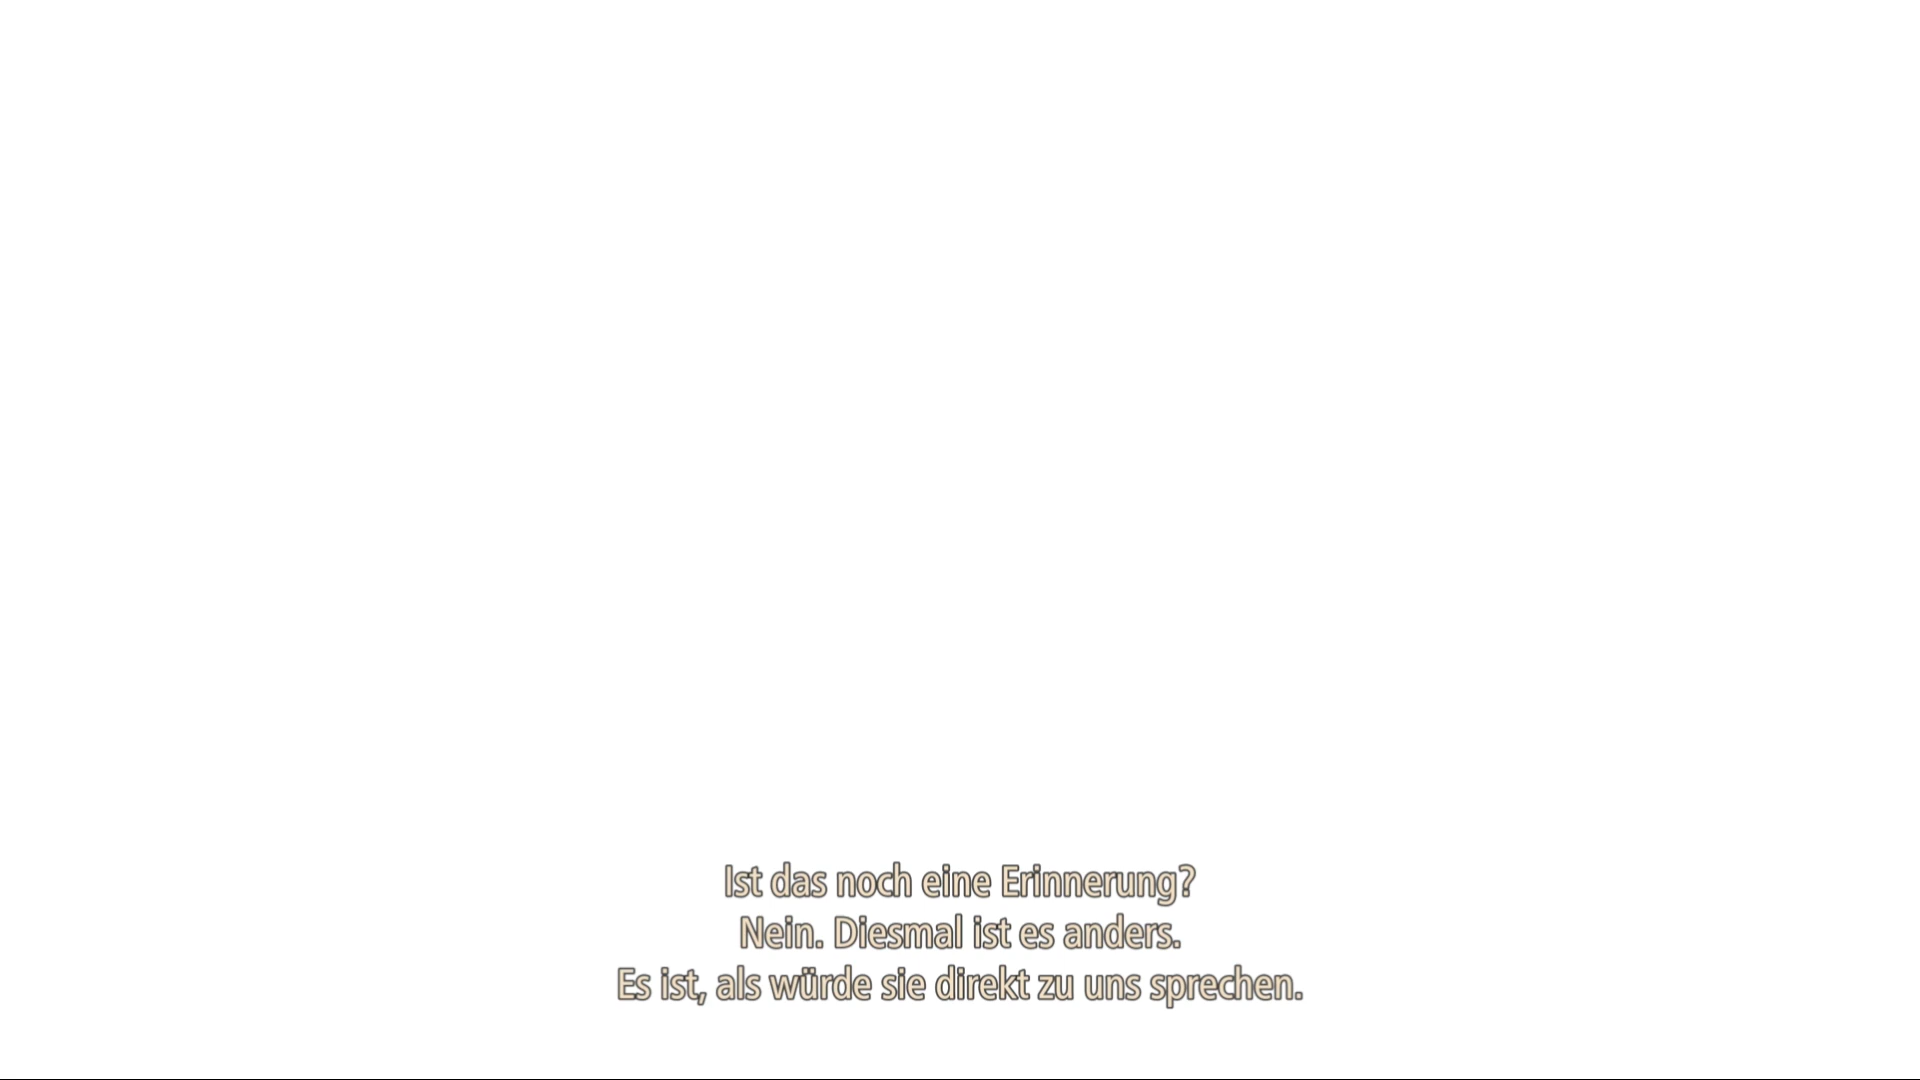 Ist das noch eine Erinnerung?
Nein. Diesmal ist es anders.
Es ist, als würde sie direkt zu uns sprechen.